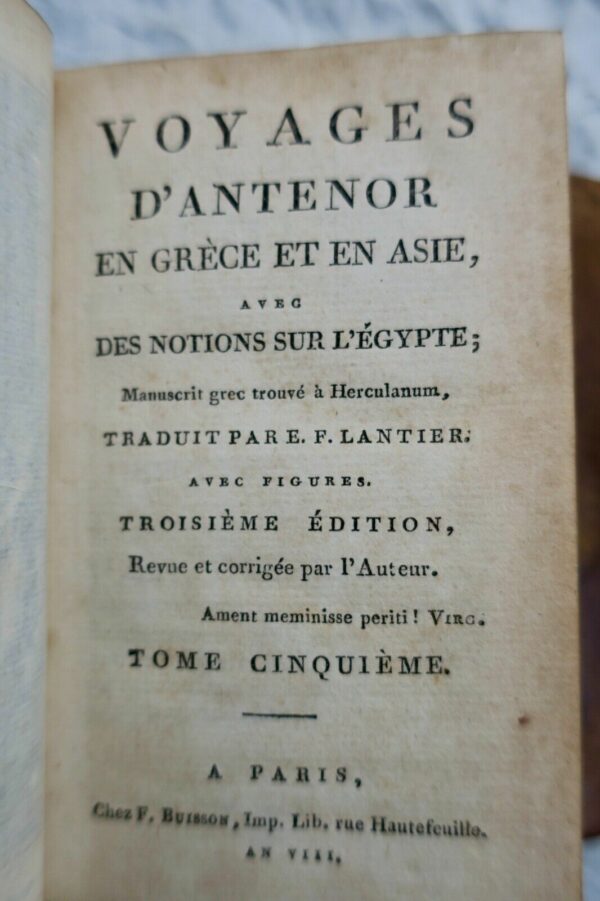 VOYAGES
D'ANTENOR
EN GRÈCE ET EN ASIE,
AVEC
DES NOTIONS SUR L'ÉGYPTE;
Manuscrit grec trouvé à Herculanum,
TRADUIT PAR E. F. LANTIER.
AVEC FIGURES.
TROISIÈME ÉDITION,
Revue et corrigée par l'Auteur.
Ament meminisse periti! VIRG.
TOME CINQUIÈME.
A PARIS,
Chez F. BUISSON, Imp. Lib. rue Hautefeuille.
AN VIII.